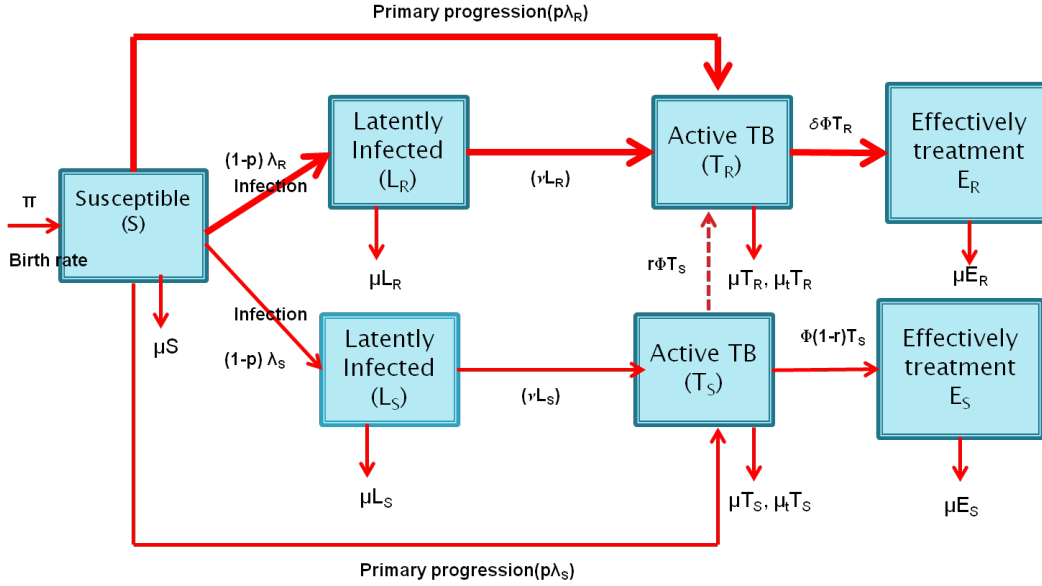 Primary progression(pλR)
Latently
Infected
(LR)
Active TB
(TR)
δΦTR
Effectively
treatment
ER
(1-p) λR
Infection
(νLR)
Susceptible
(S)
π
Birth rate
μLR
rΦTS
μTR, μtTR
μER
μS
Infection
(1-p) λS
Latently
Infected
(LS)
(νLS)
Active TB
(TS)
Φ(1-r)TS
Effectively
treatment
ES
μLS
μTS, μtTS
μES
Primary progression(pλS)